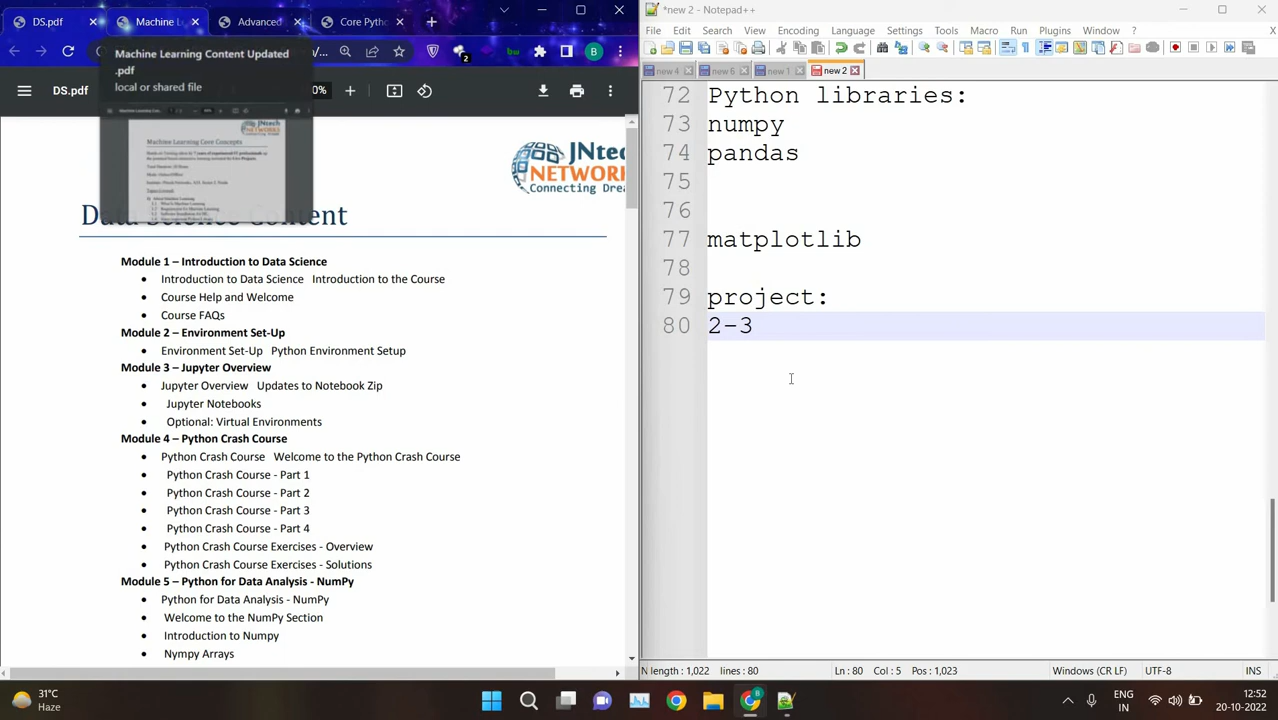 DS.pdf
Machine L
Advanced
Core Pytho
Machine Learning Content Updated
.pdf
local or shared file
DS.pdf
0%
Machine Learning Core Concepts
JNtech
NETWORKS
Connecting Drea
Data Science Content
Module 1 – Introduction to Data Science
• Introduction to Data Science Introduction to the Course
• Course Help and Welcome
• Course FAQs
Module 2 – Environment Set-Up
• Environment Set-Up Python Environment Setup
Module 3 – Jupyter Overview
• Jupyter Overview Updates to Notebook Zip
• Jupyter Notebooks
• Optional: Virtual Environments
Module 4 – Python Crash Course
• Python Crash Course Welcome to the Python Crash Course
• Python Crash Course - Part 1
• Python Crash Course - Part 2
• Python Crash Course - Part 3
• Python Crash Course - Part 4
• Python Crash Course Exercises - Overview
• Python Crash Course Exercises - Solutions
Module 5 – Python for Data Analysis - NumPy
• Python for Data Analysis - NumPy
• Welcome to the NumPy Section
• Introduction to Numpy
• Nympy Arrays
*new 2 - Notepad++
File Edit Search View Encoding Language Settings Tools Macro Run Plugins Window
new 4 new 6 new 1 new 2
72 Python libraries:
73 numpy
74 pandas
75
76
77 matplotlib
78
79 project:
80 2-3
N length : 1,022 lines : 80 Ln : 80 Col : 5 Pos : 1,023 Windows (CR LF) UTF-8 INS
31°C
Haze
B
ENG
IN
12:52
20-10-2022